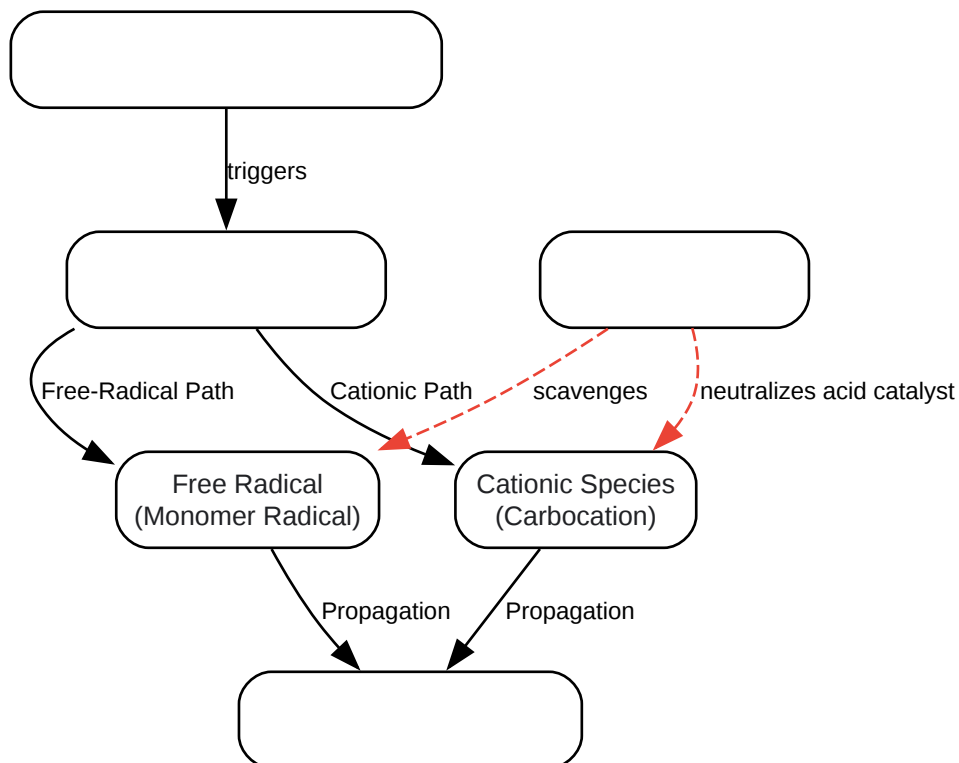 triggers
Free-Radical Path
Cationic Path
scavenges
neutralizes acid catalyst
Free Radical
(Monomer Radical)
Cationic Species
(Carbocation)
Propagation
Propagation